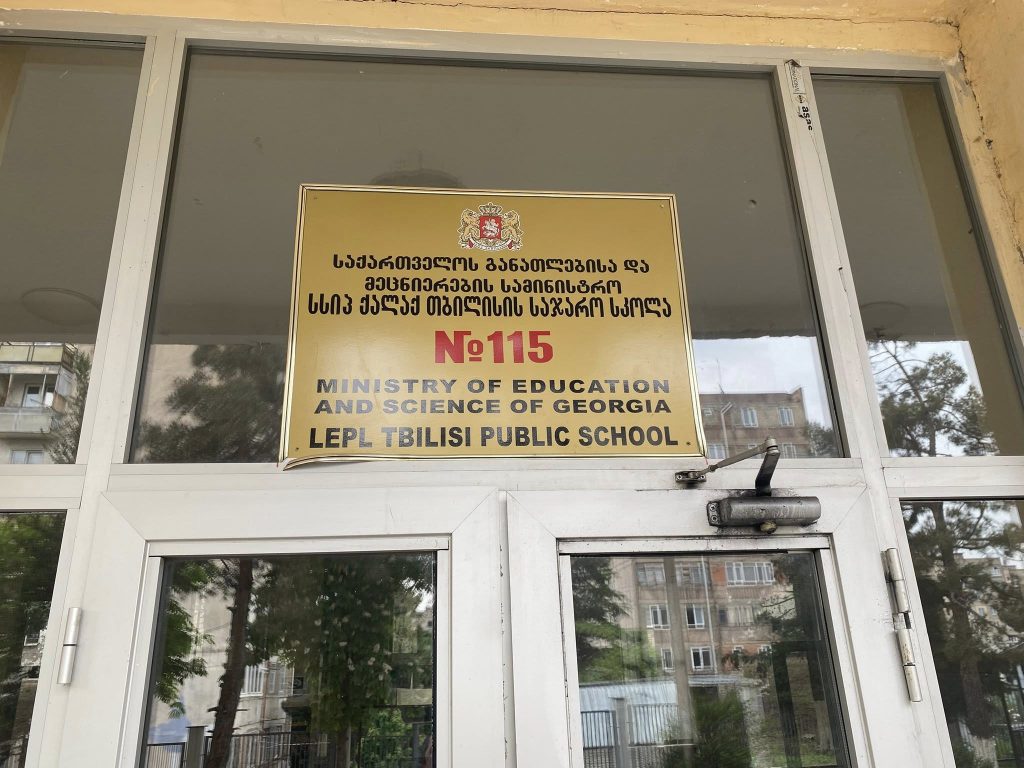 საქართველოს განათლებისა და
მეცნიერების სამინისტრო
სსიპ ქალაქ თბილისის საჯარო სკოლა
№115
MINISTRY OF EDUCATION
AND SCIENCE OF GEORGIA
LEPL TBILISI PUBLIC SCHOOL